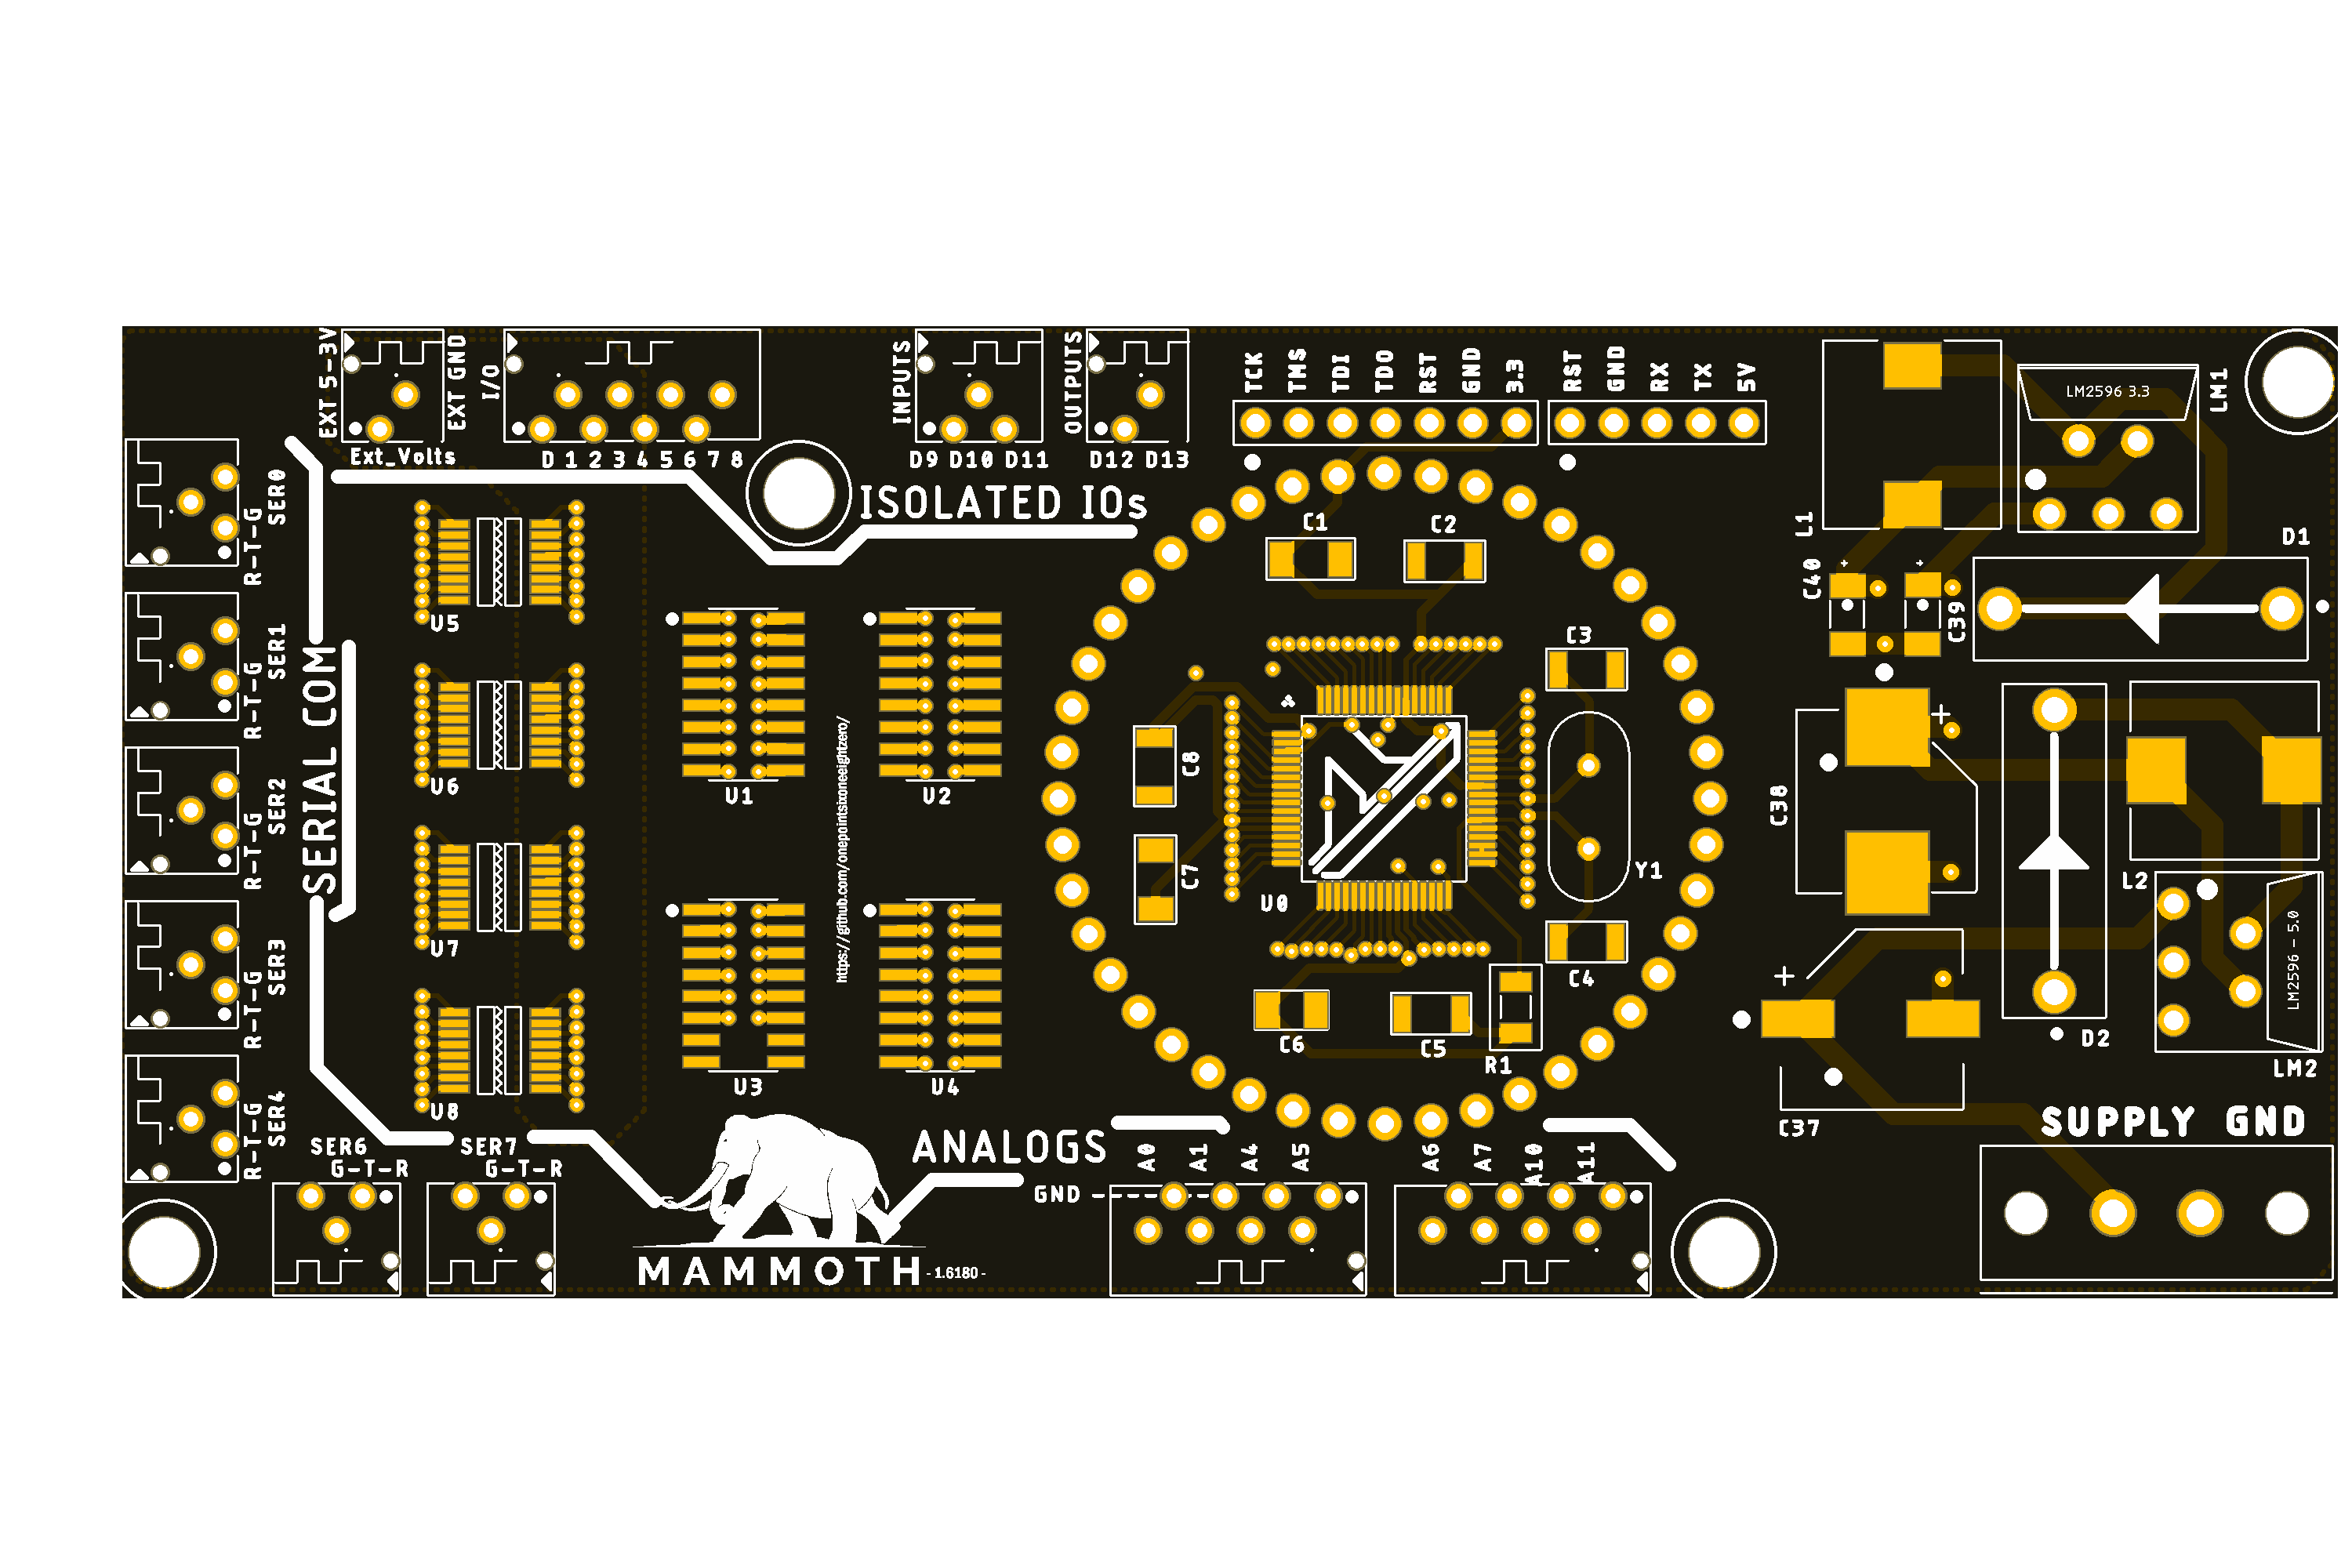 EXT 5-3V
EXT GND
I/O
INPUTS
OUTPUTS
TCK
TMS
TDI
TDO
RST
GND
3.3
RST
GND
RX
TX
5V
LM2596 3.3
LM1
Ext_Volts
D 1 2 3 4 5 6 7 8
D9 D10 D11
D12 D13
ISOLATED IOs
SER0
R-T-G
C1
C2
L1
D1
C40
C39
U5
SER1
R-T-G
SERIAL COM
C3
U6
U1
U2
https://github.com/onepointsixoneeightzero/
C8
C38
SER2
R-T-G
C7
Y1
L2
U0
U7
SER3
R-T-G
C4
LM2596 - 5.0
C6
C5
R1
D2
LM2
U3
U4
U8
SER4
R-T-G
SUPPLY GND
C37
SER6
G-T-R
SER7
G-T-R
ANALOGS
A0
A1
A4
A5
A6
A7
A10
A11
GND -----
MAMMOTH
- 1.6180 -